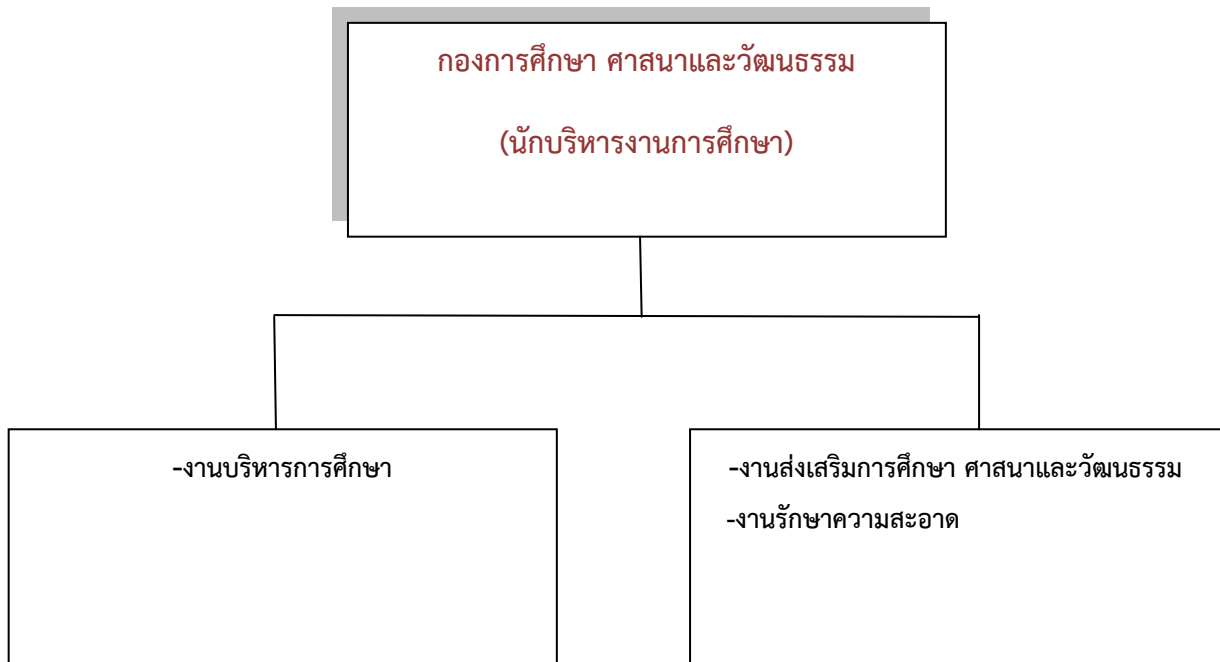 กองการศึกษา ศาสนาและวัฒนธรรม
(นักบริหารงานการศึกษา)
-งานบริหารการศึกษา
-งานส่งเสริมการศึกษา ศาสนาและวัฒนธรรม
-งานรักษาความสะอาด